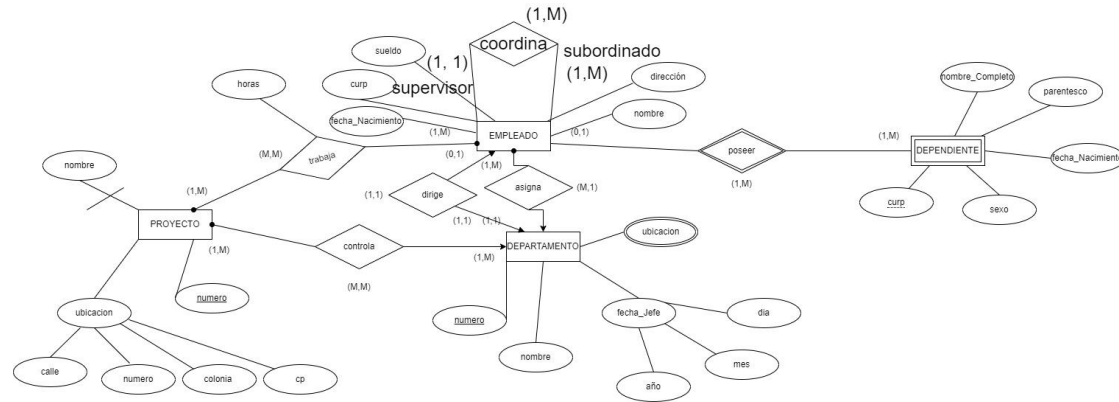 (1,M)
coordina
sueldo
(1, 1)
subordinado
(1,M)
horas
curp
supervisor
dirección
nombre_Completo
parentesco
fecha_Nacimiento
(1,M)
EMPLEADO
(0,1)
nombre
(1,M)
(M,M)
trabaja
(0,1)
(1,M)
poseer
DEPENDIENTE
fecha_Nacimiento
nombre
(1,M)
(1,1)
dirige
asigna
(M,1)
(1,M)
curp
sexo
PROYECTO
(1,1)
(1,1)
ubicacion
(1,M)
controla
(1,M)
DEPARTAMENTO
(M,M)
numero
ubicacion
numero
fecha_Jefe
dia
nombre
mes
calle
numero
colonia
cp
año